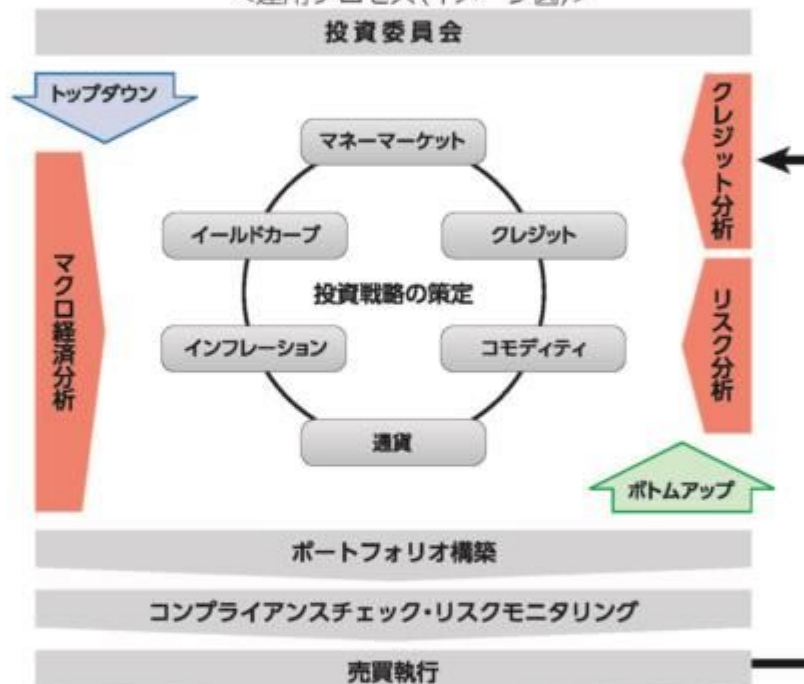 投資委員会
トップダウン
マクロ経済分析
マネーマーケット
イールドカーブ
クレジット
投資戦略の策定
インフレーション
コモディティ
通貨
クレジット分析
リスク分析
ボトムアップ
ポートフォリオ構築
コンプライアンスチェック・リスクモニタリング
売買執行